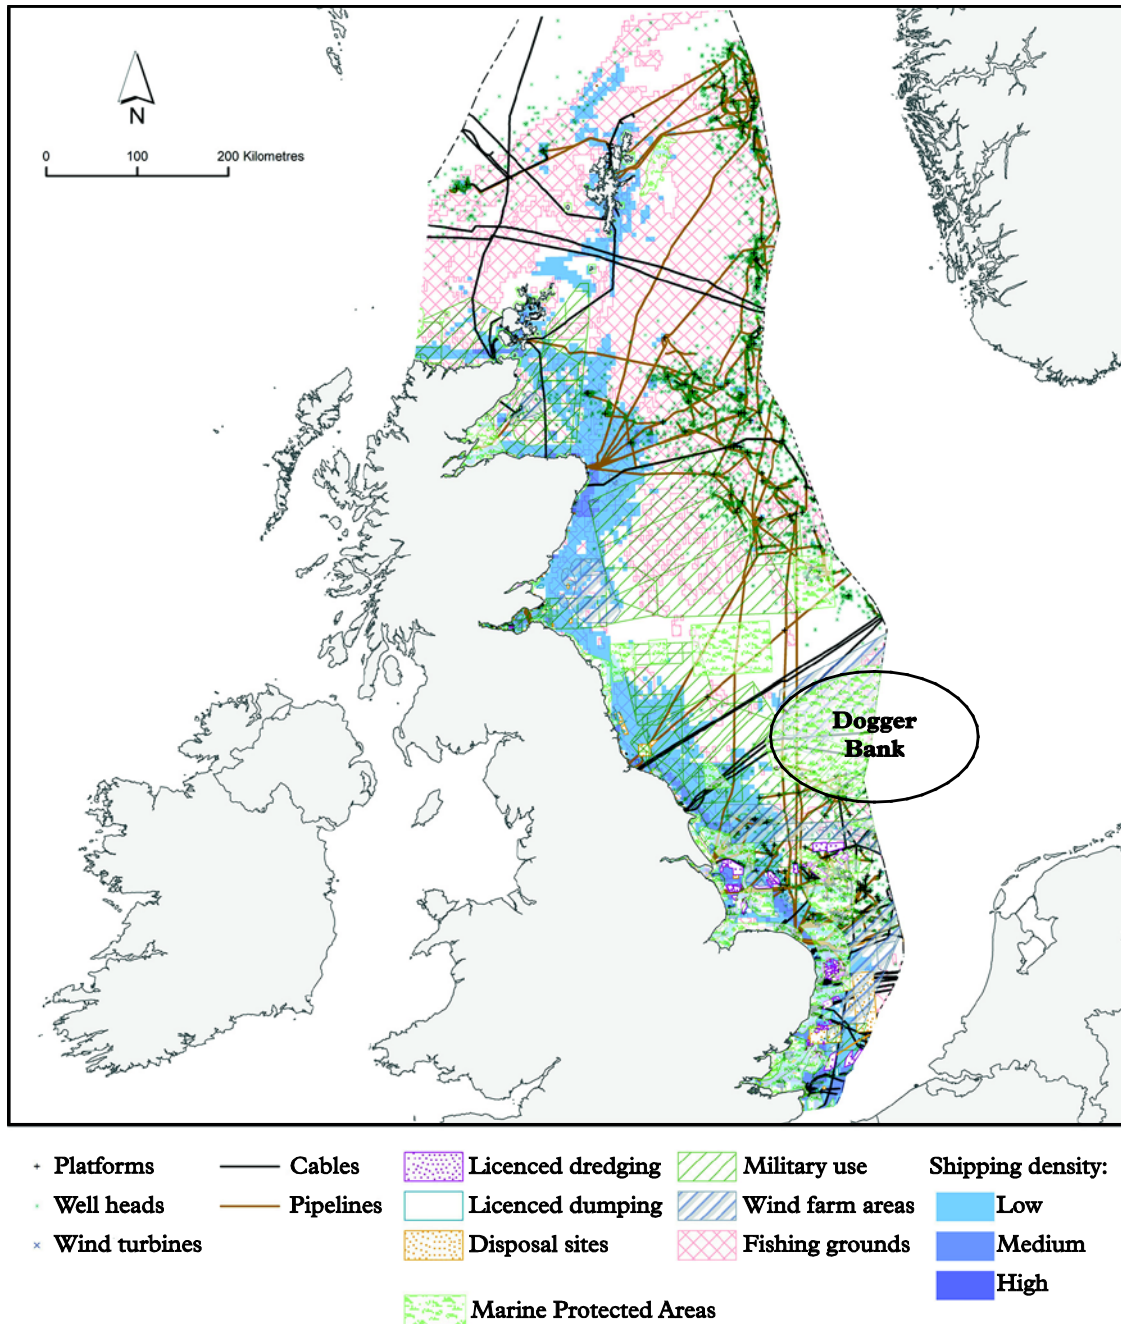 N
0 100 200 Kilometres
Dogger
Bank
Platforms
Cables
Licenced dredging
Military use
Shipping density:
Well heads
Pipelines
Licenced dumping
Wind farm areas
Low
Wind turbines
Disposal sites
Fishing grounds
Medium
High
Marine Protected Areas